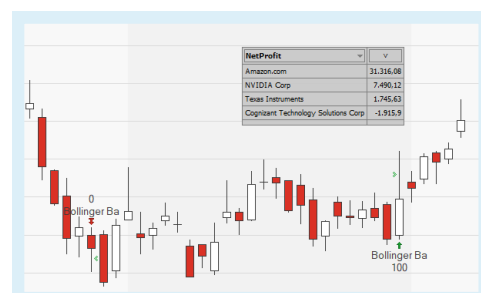 NetProfit
Amazon.com 31.316,08
NVIDIA Corp 7.490,12
Texas Instruments 1.745,63
Cognizant Technology Solutions Corp -1.915,9
0
Bollinger Ba
Bollinger Ba
100